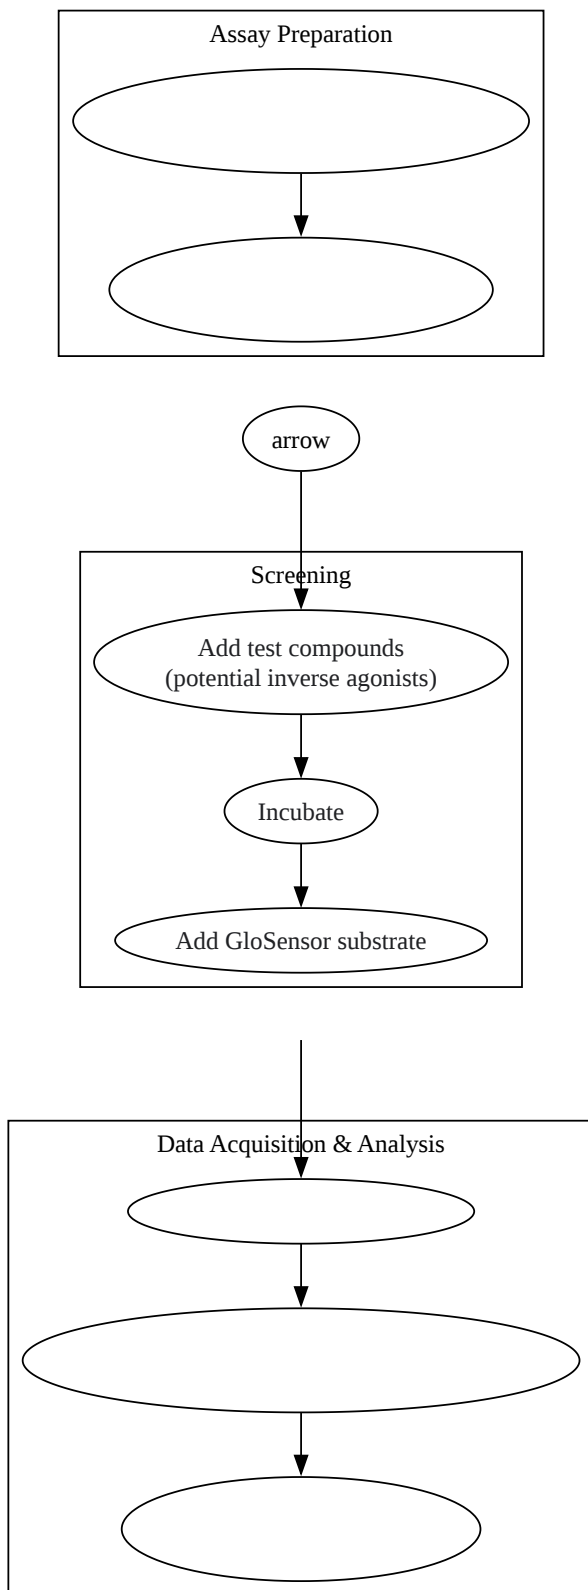 Assay Preparation
arrow
Screening
Add test compounds
(potential inverse agonists)
Incubate
Add GloSensor substrate
Data Acquisition & Analysis